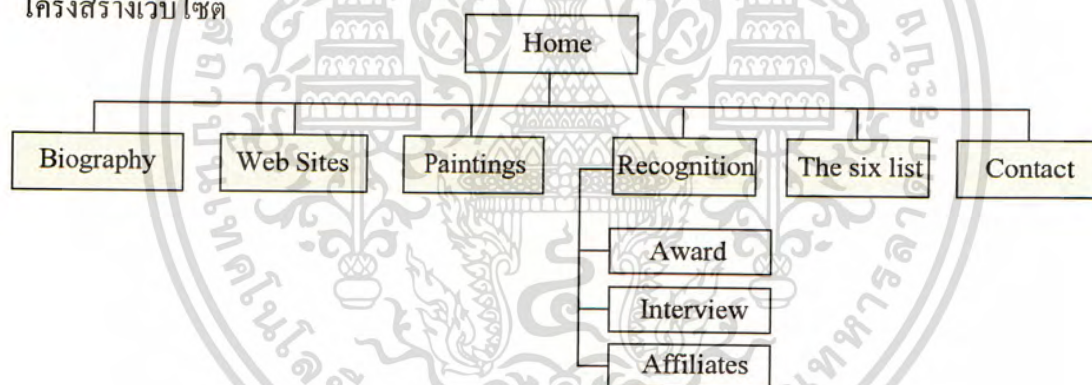 โครงสร้างเวบไซต์
Home
Biography
Web Sites
Paintings
Recognition
The six list
Contact
Award
Interview
Affiliates